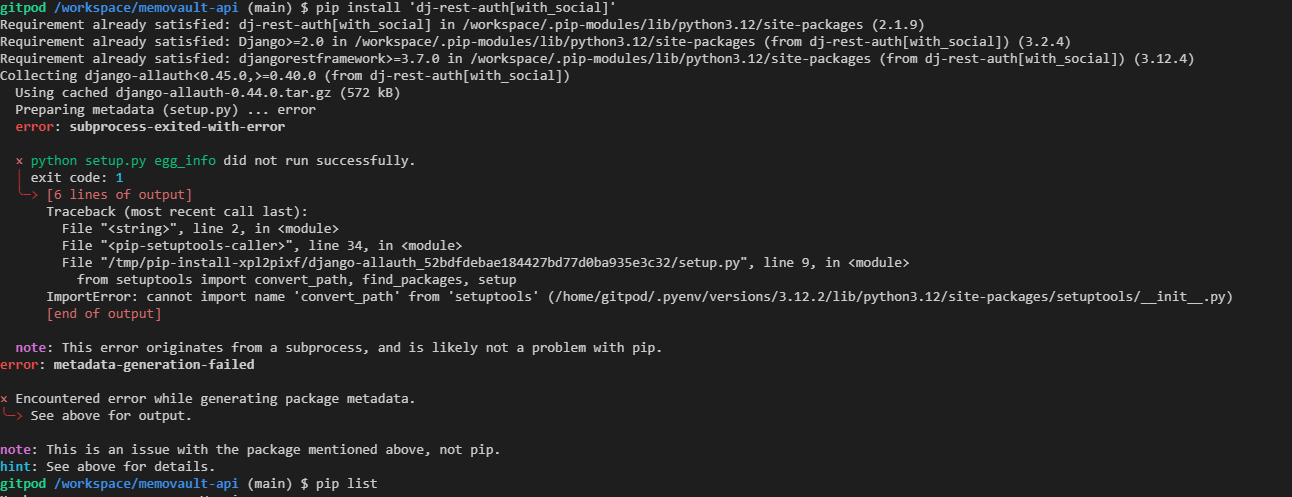 gitpod /workspace/memovault-api (main) $ pip install 'dj-rest-auth[with_social]'
Requirement already satisfied: dj-rest-auth[with_social] in /workspace/.pip-modules/lib/python3.12/site-packages (2.1.9)
Requirement already satisfied: Django>=2.0 in /workspace/.pip-modules/lib/python3.12/site-packages (from dj-rest-auth[with_social]) (3.2.4)
Requirement already satisfied: djangorestframework>=3.7.0 in /workspace/.pip-modules/lib/python3.12/site-packages (from dj-rest-auth[with_social]) (3.12.4)
Collecting django-allauth<0.45.0,>=0.40.0 (from dj-rest-auth[with_social])
  Using cached django-allauth-0.44.0.tar.gz (572 kB)
  Preparing metadata (setup.py) ... error
  error: subprocess-exited-with-error

  × python setup.py egg_info did not run successfully.
  │ exit code: 1
  ╰─> [6 lines of output]
      Traceback (most recent call last):
        File "<string>", line 2, in <module>
        File "<pip-setuptools-caller>", line 34, in <module>
        File "/tmp/pip-install-xpl2pixf/django-allauth_52bdfdebae184427bd77d0ba935e3c32/setup.py", line 9, in <module>
          from setuptools import convert_path, find_packages, setup
      ImportError: cannot import name 'convert_path' from 'setuptools' (/home/gitpod/.pyenv/versions/3.12.2/lib/python3.12/site-packages/setuptools/__init__.py)
      [end of output]

  note: This error originates from a subprocess, and is likely not a problem with pip.
error: metadata-generation-failed

× Encountered error while generating package metadata.
╰─> See above for output.

note: This is an issue with the package mentioned above, not pip.
hint: See above for details.
gitpod /workspace/memovault-api (main) $ pip list